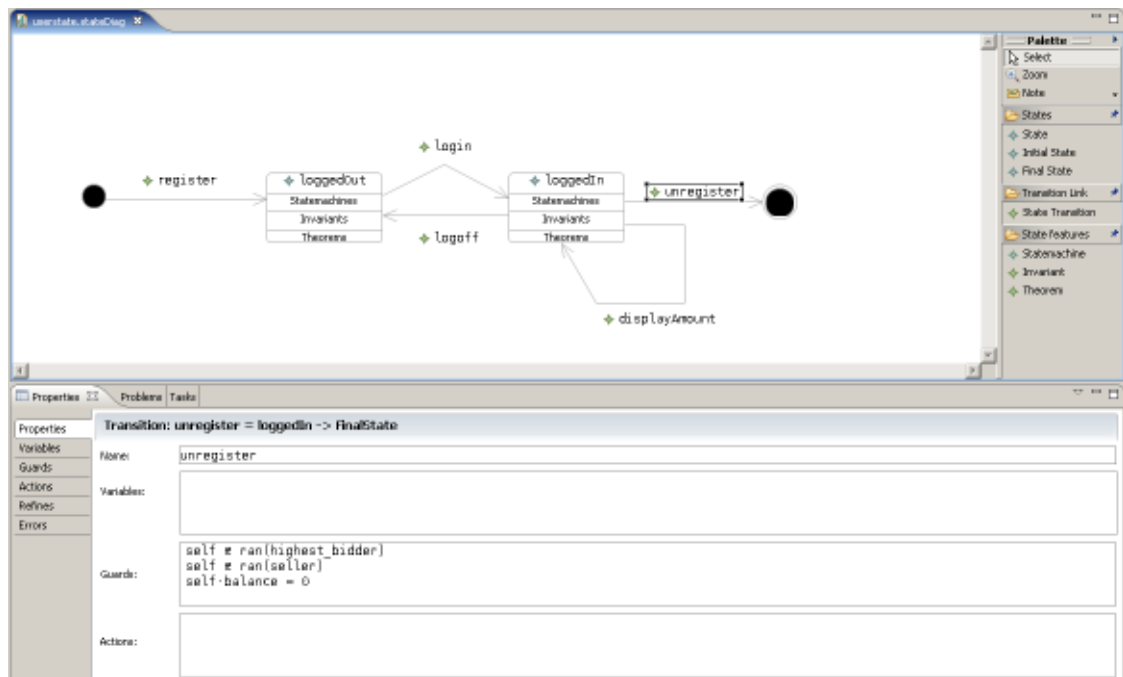 userstate.stateDiag
Palette
Select
Zoom
Note
States
State
Initial State
Final State
Transition Link
State Transition
State Features
Statemachine
Invariant
Theorem
login
register
loggedOut
Statemachines
Invariants
Theorems
loggedIn
Statemachines
Invariants
Theorems
unregister
logoff
displayAmount
Properties
Problems
Tasks
Properties
Variables
Guards
Actions
Refines
Errors
Transition: unregister = loggedIn -> FinalState
Name:
unregister
Variables:
Guards:
self ∉ ran(highest_bidder)
self ∉ ran(seller)
self·balance = 0
Actions: